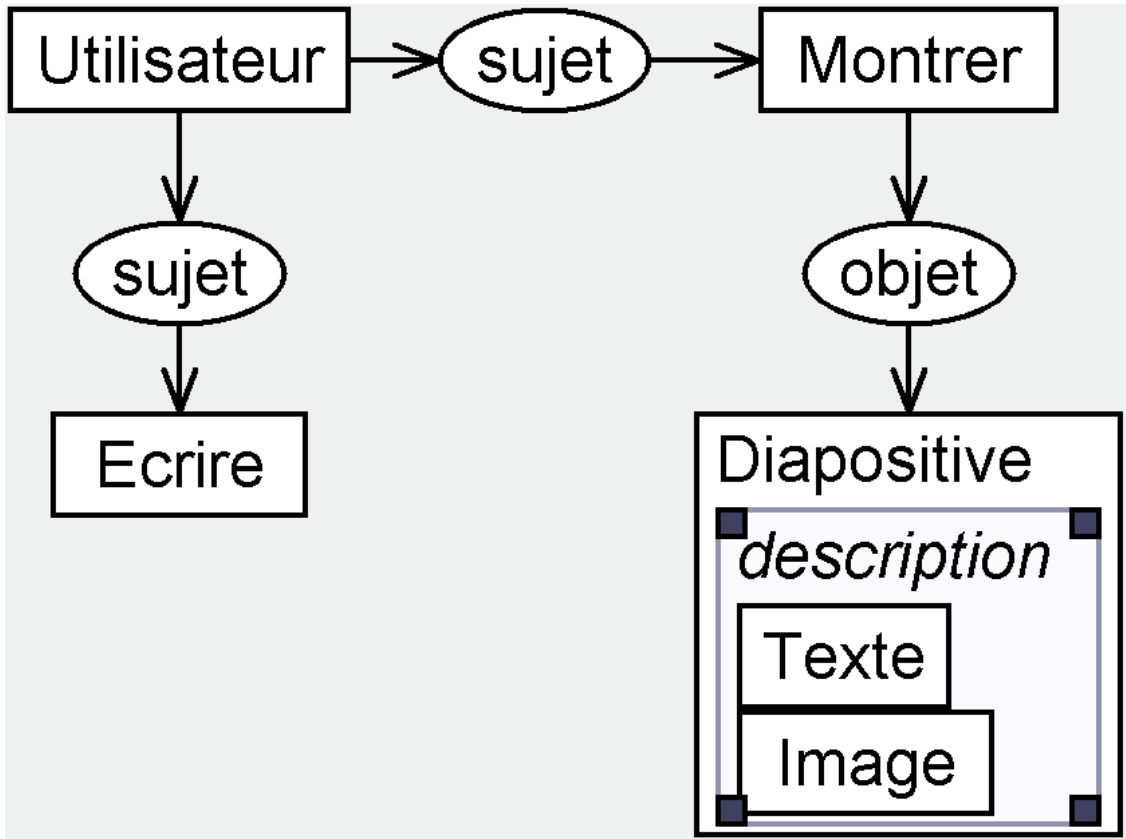 Utilisateur
sujet
Montrer
sujet
objet
Ecrire
Diapositive
description
Texte
Image